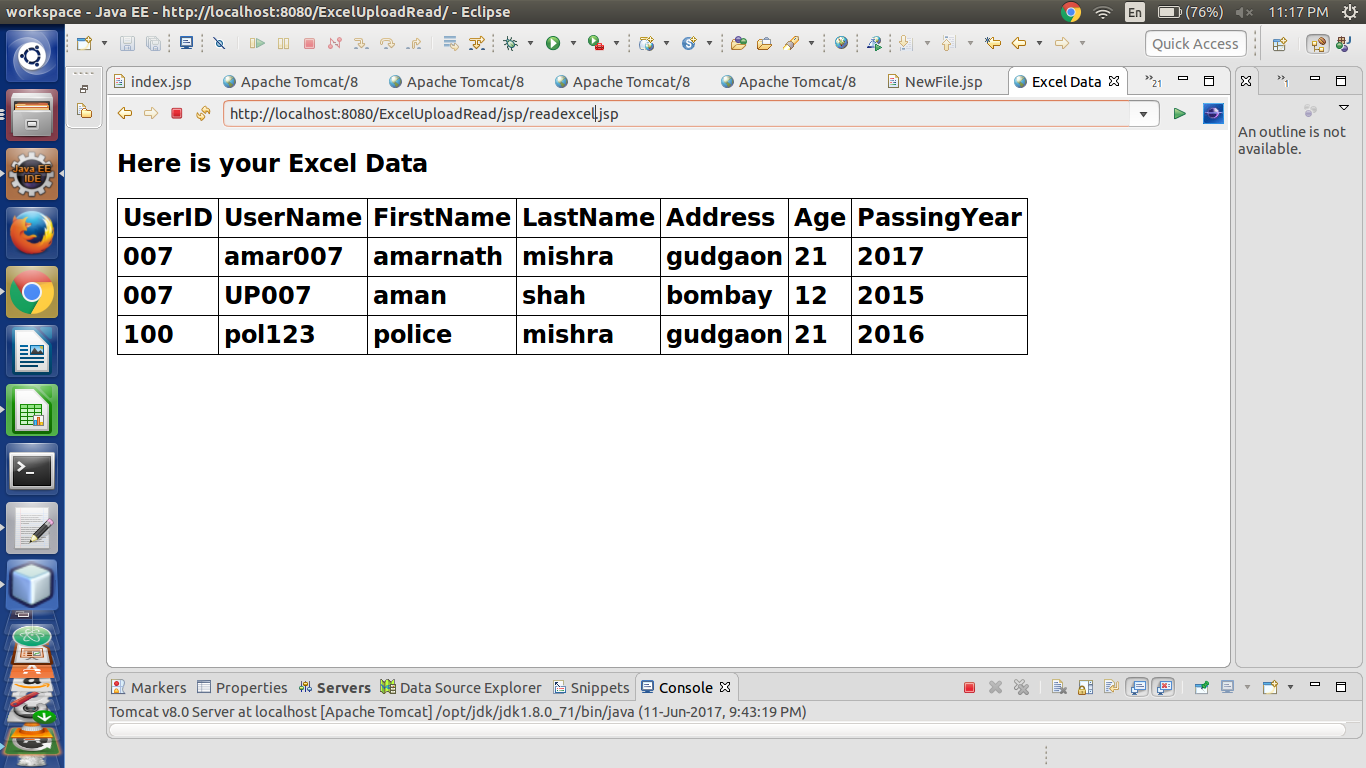 workspace - Java EE - http://localhost:8080/ExcelUploadRead/ - Eclipse En (76%) 11:17 PM
Quick Access
index.jsp Apache Tomcat/8 Apache Tomcat/8 Apache Tomcat/8 Apache Tomcat/8 NewFile.jsp Excel Data »21 »1
http://localhost:8080/ExcelUploadRead/jsp/readexcel.jsp
An outline is not
available.
Here is your Excel Data
UserID UserName FirstName LastName Address Age PassingYear
007 amar007 amarnath mishra gudgaon 21 2017
007 UP007 aman shah bombay 12 2015
100 pol123 police mishra gudgaon 21 2016
Java EE
IDE
Markers Properties Servers Data Source Explorer Snippets Console
Tomcat v8.0 Server at localhost [Apache Tomcat] /opt/jdk/jdk1.8.0_71/bin/java (11-Jun-2017, 9:43:19 PM)